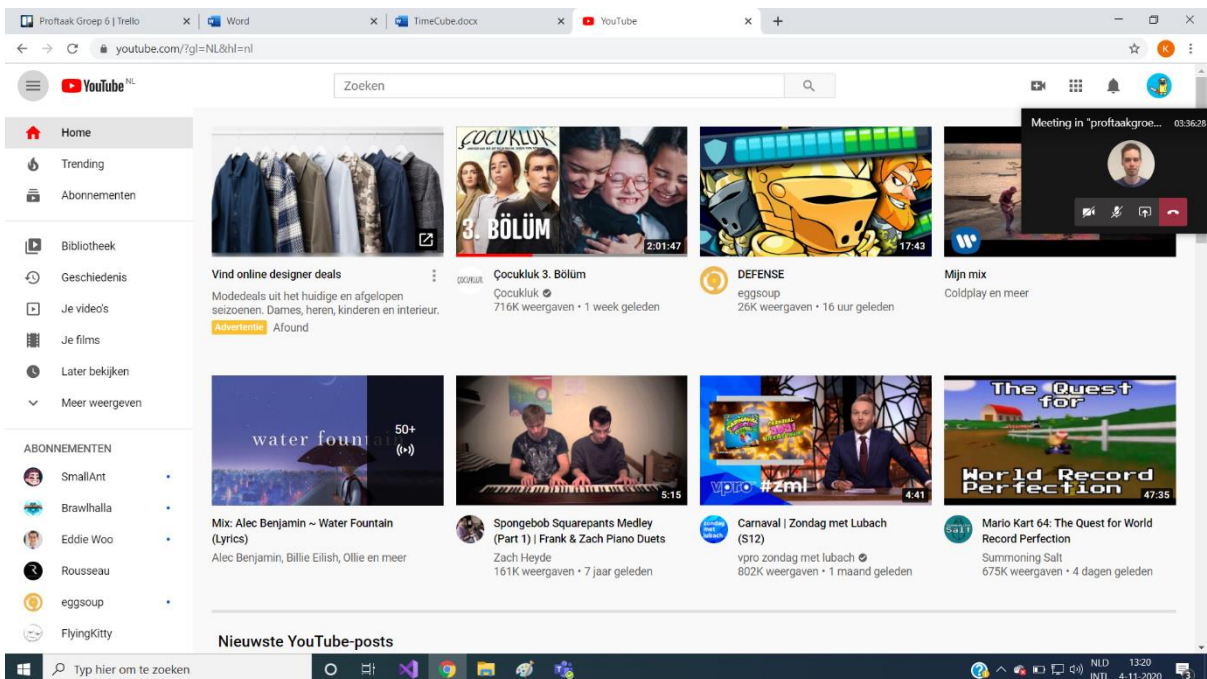 Proftaak Groep 6 | Trello
Word
TimeCube.docx
YouTube
youtube.com/?gl=NL&hl=nl
YouTube NL
Zoeken
Meeting in "proftaakgroe... 03:36:28
Home
Trending
Abonnementen
Bibliotheek
Geschiedenis
Je video's
Je films
Later bekijken
Meer weergeven
ABONNEMENTEN
SmallAnt
Brawlhalla
Eddie Woo
Rousseau
eggsoup
FlyingKitty
Vind online designer deals
Modedeals uit het huidige en afgelopen
seizoenen. Dames, heren, kinderen en interieur.
Advertentie Afound
ÇOCUKLUK
3. BÖLÜM
2:01:47
Çocukluk 3. Bölüm
Çocukluk
716K weergaven • 1 week geleden
17:43
DEFENSE
eggsoup
26K weergaven • 16 uur geleden
Mijn mix
Coldplay en meer
water fountain
50+
Mix: Alec Benjamin ~ Water Fountain
(Lyrics)
Alec Benjamin, Billie Eilish, Ollie en meer
5:15
Spongebob Squarepants Medley
(Part 1) | Frank & Zach Piano Duets
Zach Heyde
161K weergaven • 7 jaar geleden
vpro #zml
4:41
zondag
met
lubach
Carnaval | Zondag met Lubach
(S12)
vpro zondag met lubach
802K weergaven • 1 maand geleden
The Quest
for
World Record
Perfection
47:35
Mario Kart 64: The Quest for World
Record Perfection
Summoning Salt
675K weergaven • 4 dagen geleden
Nieuwste YouTube-posts
Typ hier om te zoeken
NLD
INTL
13:20
4-11-2020